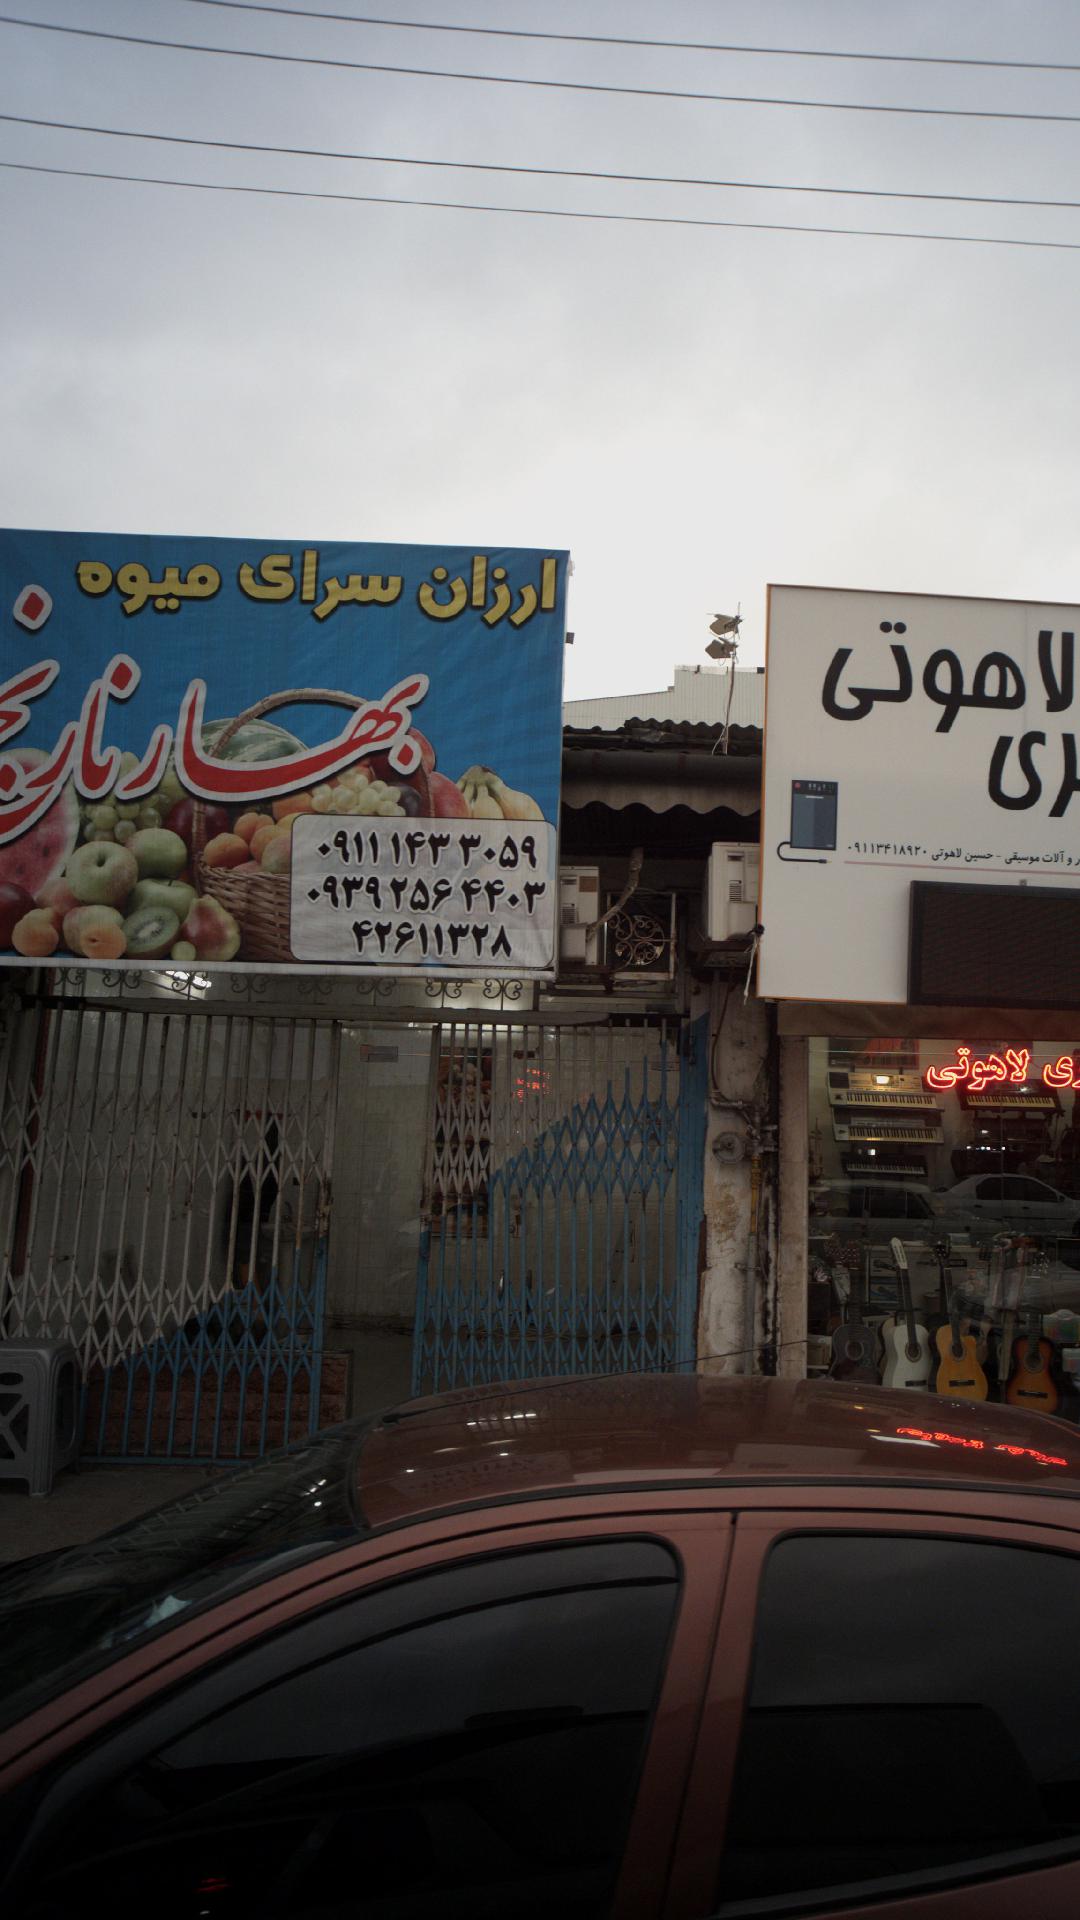 ارزان سرای میوه
بهار نارنج
۰۹۱۱ ۱۴۳ ۳۰۵۹
۰۹۳۹ ۲۵۶ ۴۴۰۳
۴۲۶۱۱۳۲۸
لاهوتی
ر و آلات موسیقی - حسین لاهوتی ۰۹۱۱۳۴۱۸۹۲۰
ری لاهوتی